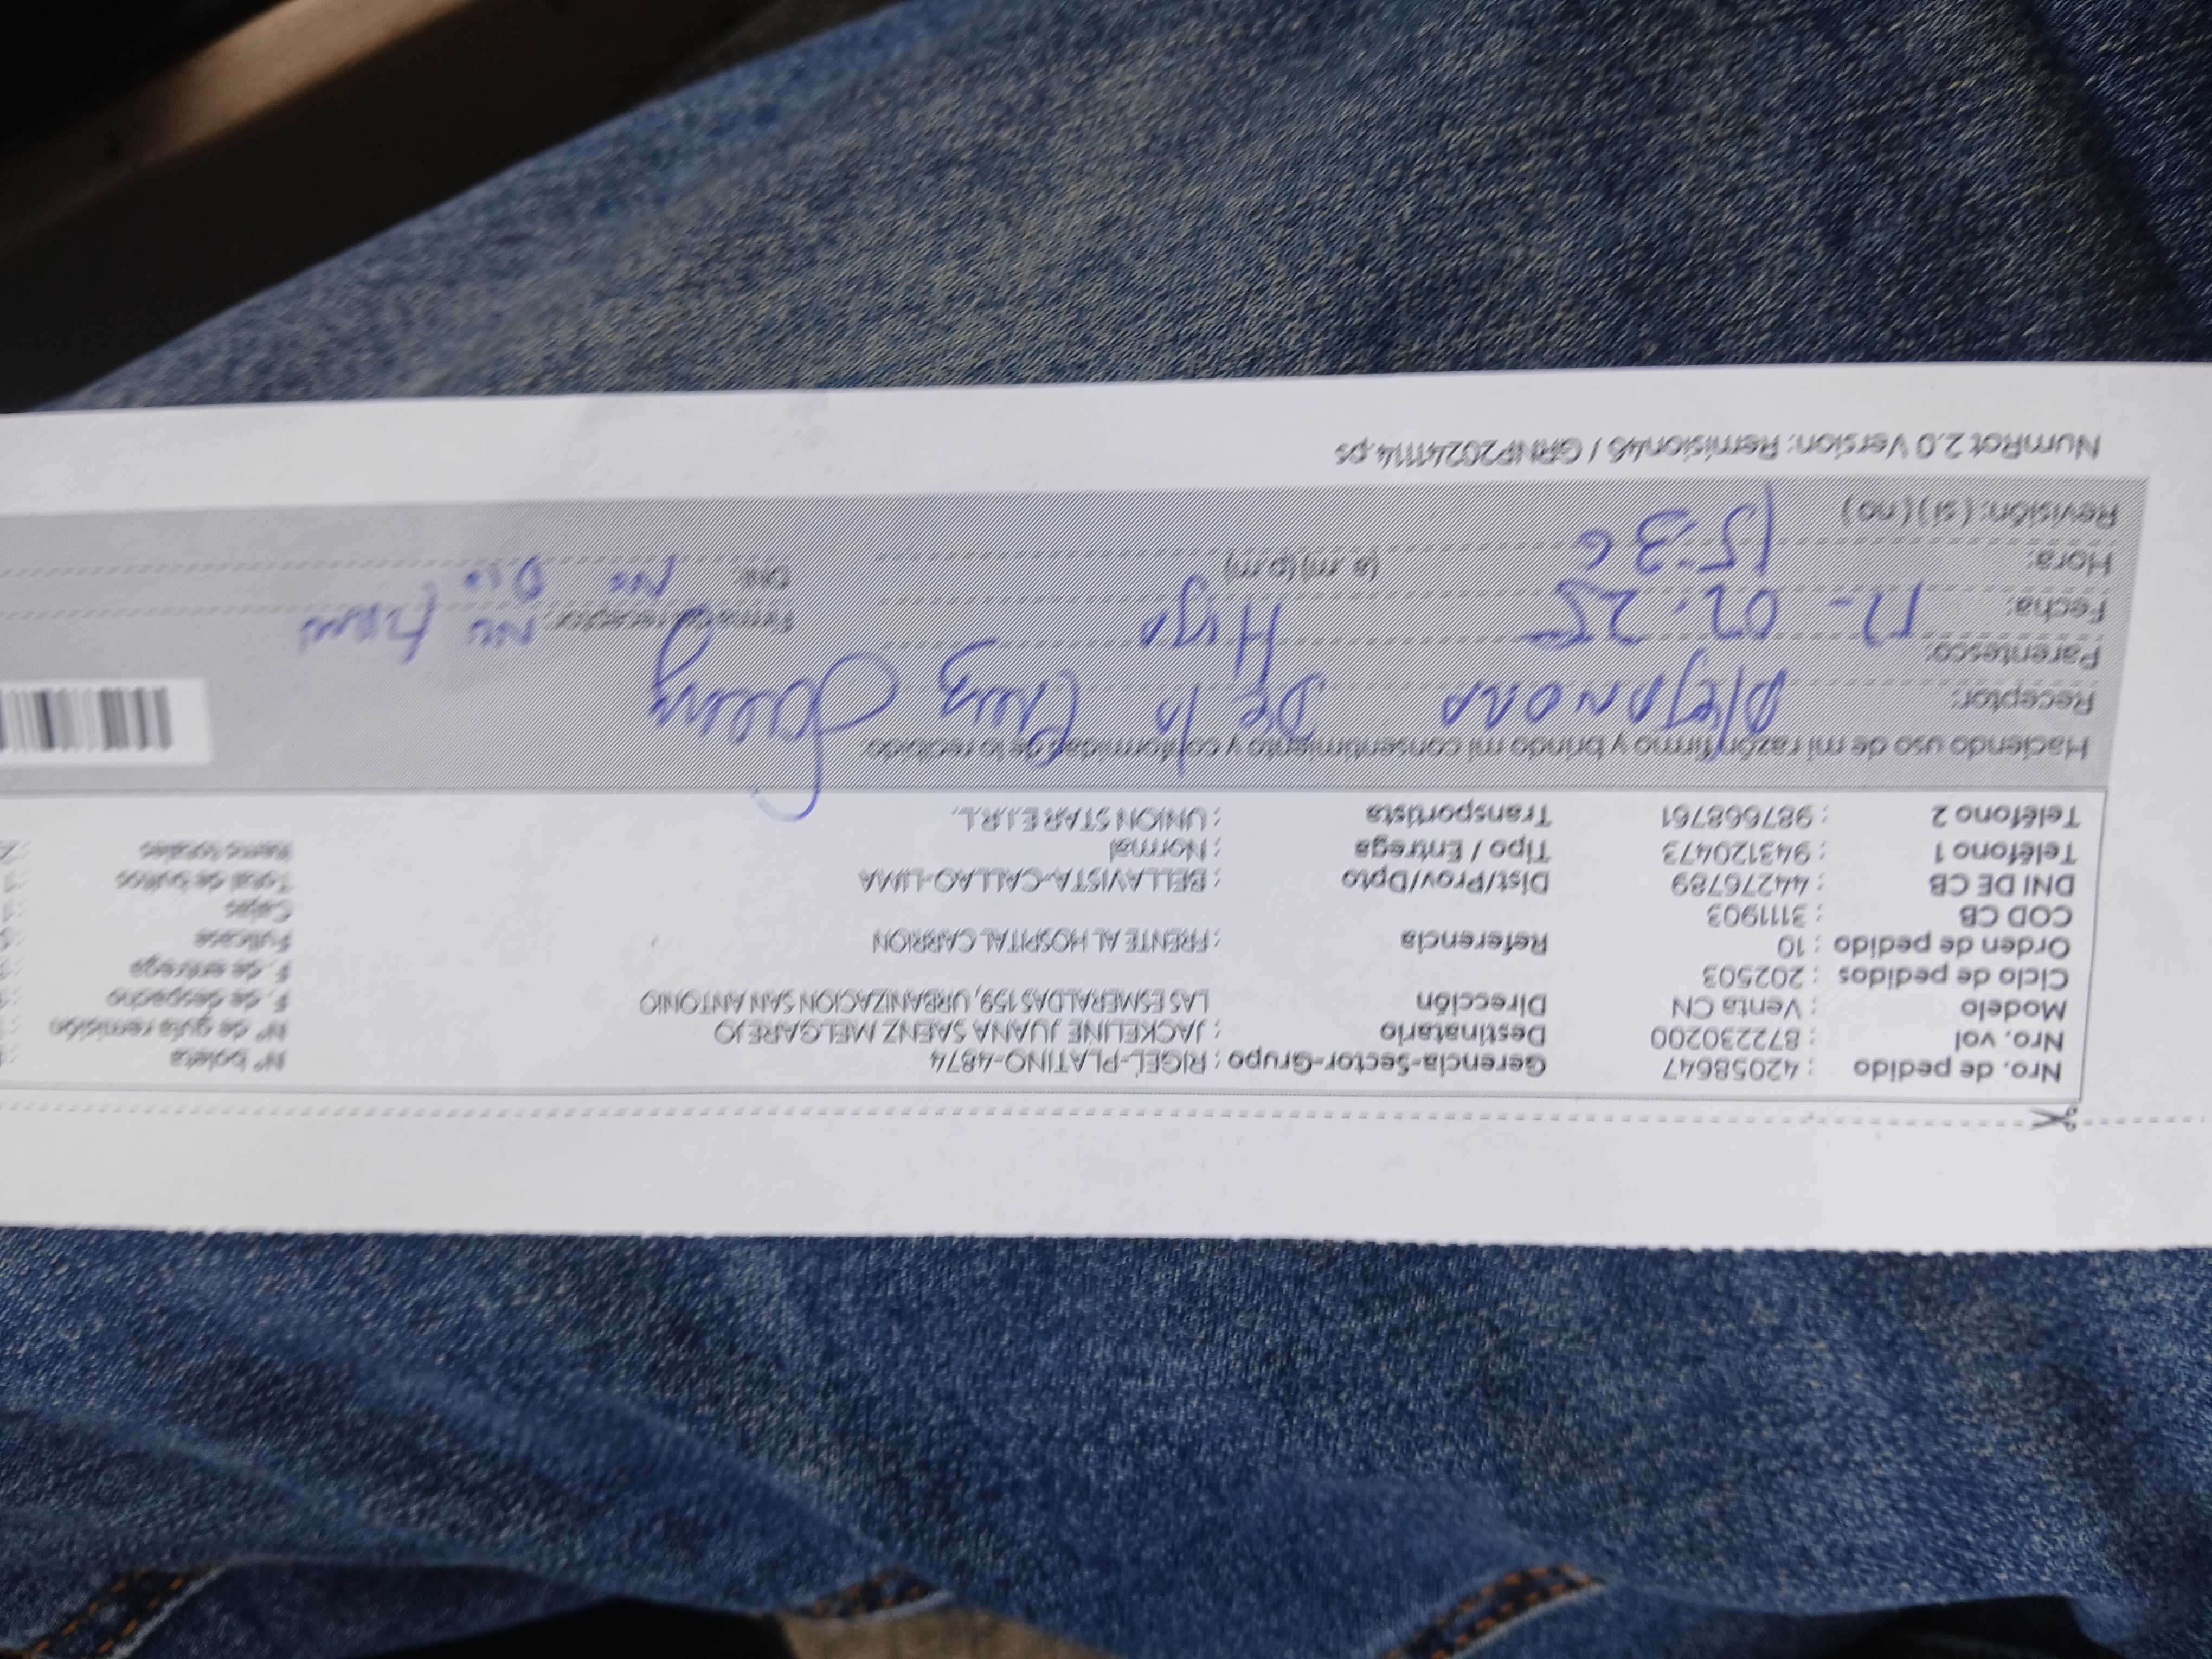 Nro. de pedido : 42058647 Gerencia-Sector-Grupo : RIGEL-PLATINO-4874 N° boleta
Nro. vol : 872230200 Destinatario : JACKELINE JUANA SAENZ MELGAREJO N° de guía remisión
Modelo : Venta CN Dirección LAS ESMERALDAS 159, URBANIZACION SAN ANTONIO F. de despacho
Ciclo de pedidos : 202503 F. de entrega
Orden de pedido : 10 Referencia : FRENTE AL HOSPITAL CARRION Fullcase
COD CB : 3111903 Cajas
DNI DE CB : 44276789 Dist/Prov/Dpto : BELLAVISTA-CALLAO-LIMA Total de bultos
Teléfono 1 : 943120473 Tipo / Entrega : Normal Items totales
Teléfono 2 : 987668761 Transportista : UNION STAR E.I.R.L.
Haciendo uso de mi razón firmo y brindo mi consentimiento y conformidad de lo recibido:
Receptor: Alejandra De la Cruz
Parentesco: Hija
Fecha: 02.25 Firma del receptor: No Firmo
Hora: 15:36 (a.m)(p.m) DNI: No Dio
Revisión: ( si ) ( no )
NumRot 2.0 Version: Remision46 / GRNP20241114.ps